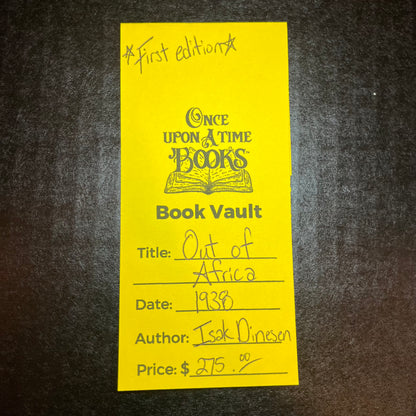 ☆First edition☆
ONCE
UPON A TIME
BOOKS™
Book Vault
Title: Out of
Africa
Date: 1938
Author: Isak Dinesen
Price: $ 275.00